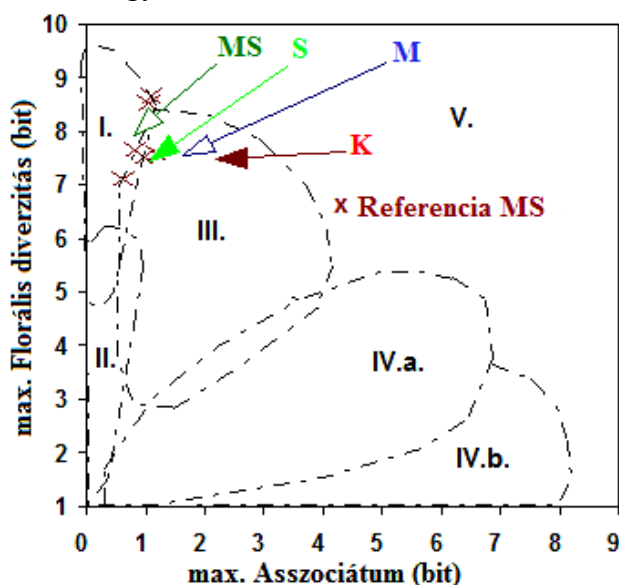 10
9
8
7
6
5
4
3
2
1
max. Florális diverzitás (bit)
MS
S
M
K
I.
V.
x Referencia MS
III.
II.
IV.a.
IV.b.
0 1 2 3 4 5 6 7 8 9
max. Asszociátum (bit)